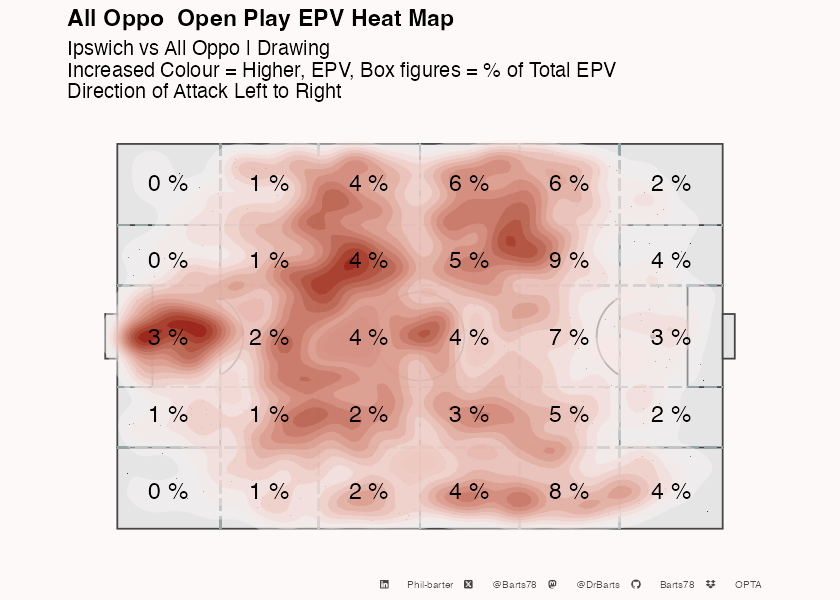 All Oppo  Open Play EPV Heat Map
Ipswich vs All Oppo | Drawing
Increased Colour = Higher, EPV, Box figures = % of Total EPV
Direction of Attack Left to Right
0 % 1 % 4 % 6 % 6 % 2 %
0 % 1 % 4 % 5 % 9 % 4 %
3 % 2 % 4 % 4 % 7 % 3 %
1 % 1 % 2 % 3 % 5 % 2 %
0 % 1 % 2 % 4 % 8 % 4 %
Phil-barter @Barts78 @DrBarts Barts78 OPTA